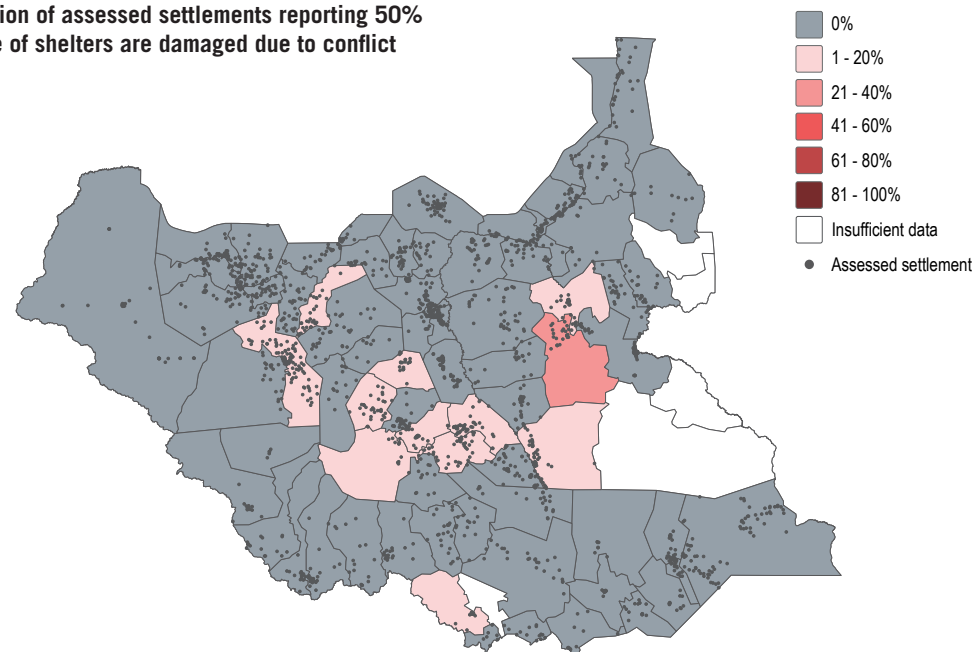 ion of assessed settlements reporting 50%
e of shelters are damaged due to conflict
0%
1 - 20%
21 - 40%
41 - 60%
61 - 80%
81 - 100%
Insufficient data
Assessed settlement